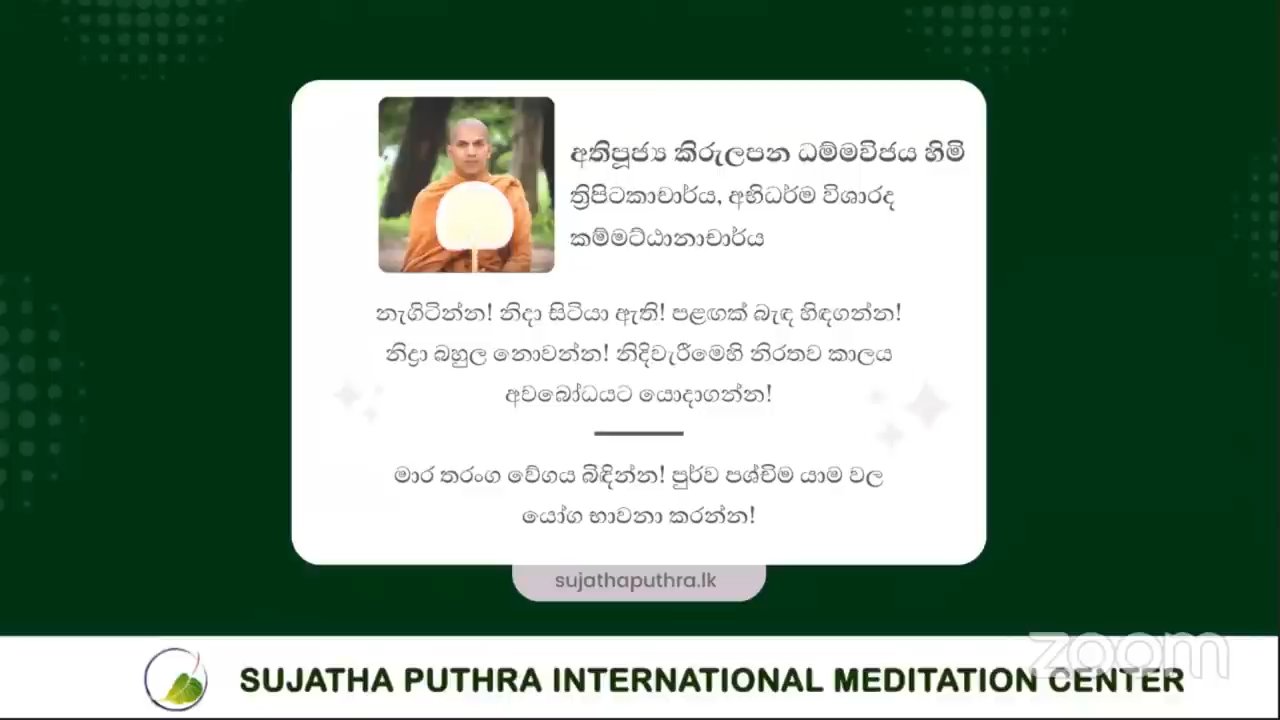 අතිපූජ්‍ය කිරුලපන ධම්මවිජය හිමි
ත්‍රිපිටකාචාර්ය, අභිධර්ම විශාරද
කම්මට්ඨානාචාර්ය
නැගිටින්න! නිදා සිටියා ඇති! පළඟක් බැඳ හිඳගන්න!
නිද්‍රා බහුල නොවන්න! නිදිවැරීමෙහි නිරතව කාලය
අවබෝධයට යොදාගන්න!
මාර තරංග වේගය බිඳින්න! පුර්ව පශ්චිම යාම වල
යෝග භාවනා කරන්න!
sujathaputhra.lk
zoom
SUJATHA PUTHRA INTERNATIONAL MEDITATION CENTER